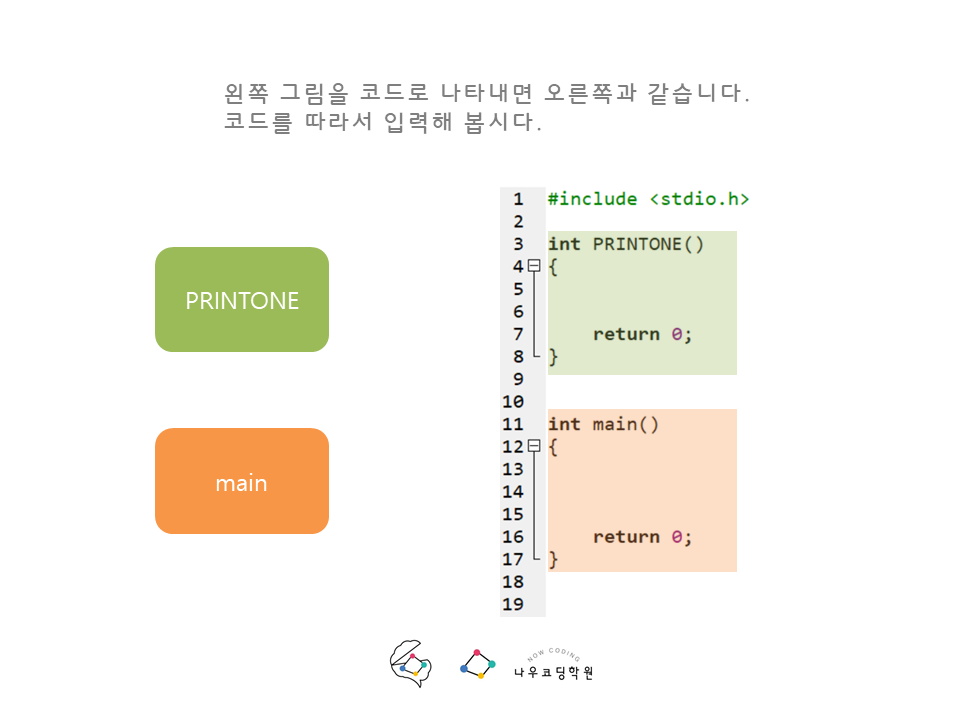 왼쪽 그림을 코드로 나타내면 오른쪽과 같습니다.
코드를 따라서 입력해 봅시다.
PRINTONE
main
1 #include <stdio.h>
2
3 int PRINTONE()
4 {
5
6
7 return 0;
8 }
9
10
11 int main()
12 {
13
14
15
16 return 0;
17 }
18
19
NOW CODING
나우코딩학원